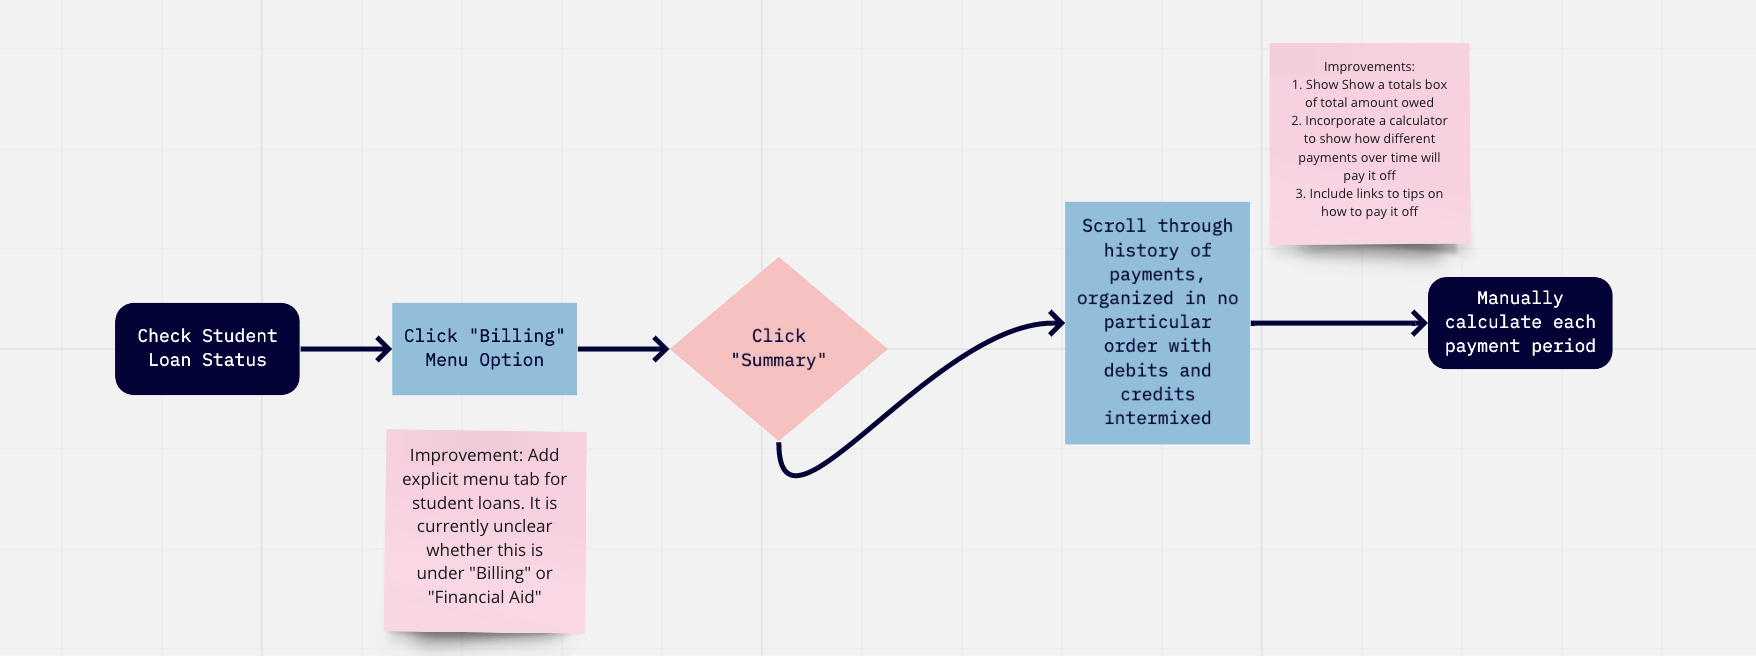 Check Student
Loan Status
Click "Billing"
Menu Option
Improvement: Add
explicit menu tab for
student loans. It is
currently unclear
whether this is
under "Billing" or
"Financial Aid"
Click
"Summary"
Scroll through
history of
payments,
organized in no
particular
order with
debits and
credits
intermixed
Improvements:
1. Show Show a totals box
of total amount owed
2. Incorporate a calculator
to show how different
payments over time will
pay it off
3. Include links to tips on
how to pay it off
Manually
calculate each
payment period